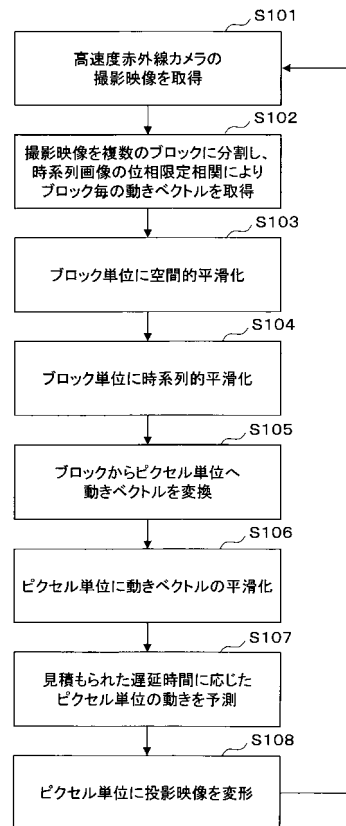 S101
高速度赤外線カメラの
撮影映像を取得
S102
撮影映像を複数のブロックに分割し、
時系列画像の位相限定相関により
ブロック毎の動きベクトルを取得
S103
ブロック単位に空間的平滑化
S104
ブロック単位に時系列的平滑化
S105
ブロックからピクセル単位へ
動きベクトルを変換
S106
ピクセル単位に動きベクトルの平滑化
S107
見積もられた遅延時間に応じた
ピクセル単位の動きを予測
S108
ピクセル単位に投影映像を変形